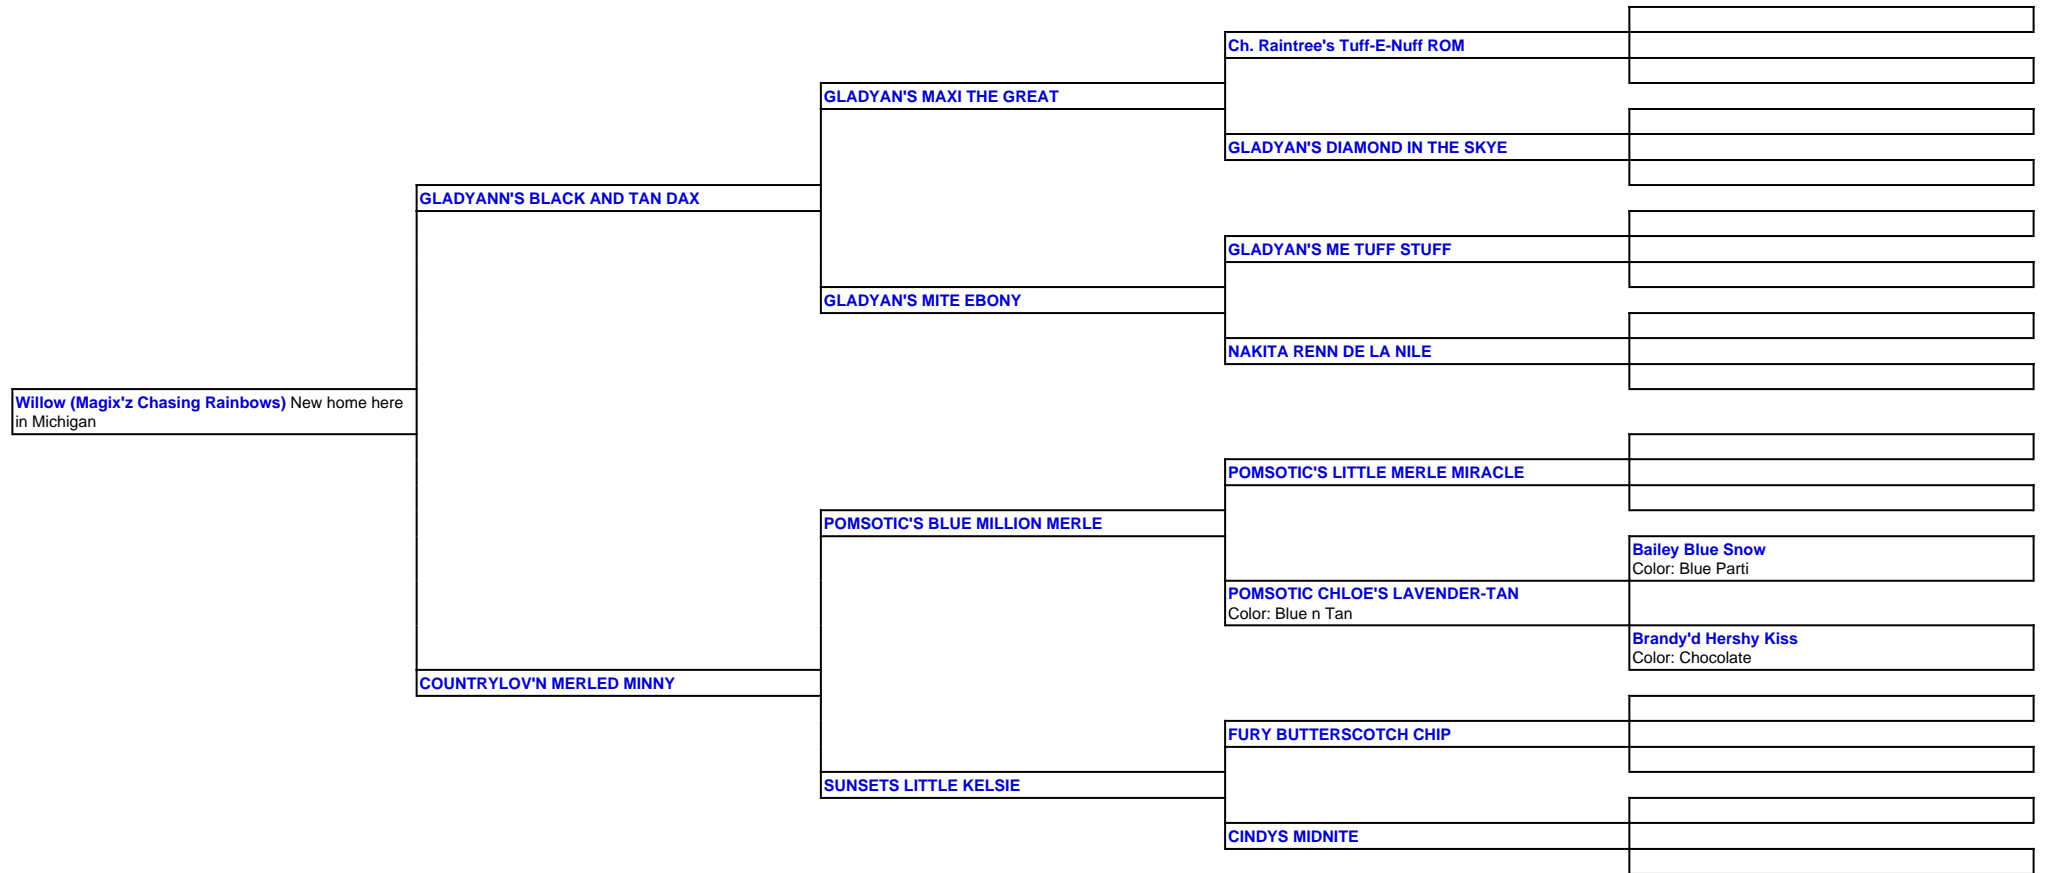 Ch. Raintree's Tuff-E-Nuff ROM
GLADYAN'S MAXI THE GREAT
GLADYAN'S DIAMOND IN THE SKYE
GLADYANN'S BLACK AND TAN DAX
GLADYAN'S ME TUFF STUFF
GLADYAN'S MITE EBONY
NAKITA RENN DE LA NILE
Willow (Magix'z Chasing Rainbows) New home here
in Michigan
POMSOTIC'S LITTLE MERLE MIRACLE
POMSOTIC'S BLUE MILLION MERLE
Bailey Blue Snow
Color: Blue Parti
POMSOTIC CHLOE'S LAVENDER-TAN
Color: Blue n Tan
Brandy'd Hershy Kiss
Color: Chocolate
COUNTRYLOV'N MERLED MINNY
FURY BUTTERSCOTCH CHIP
SUNSETS LITTLE KELSIE
CINDYS MIDNITE